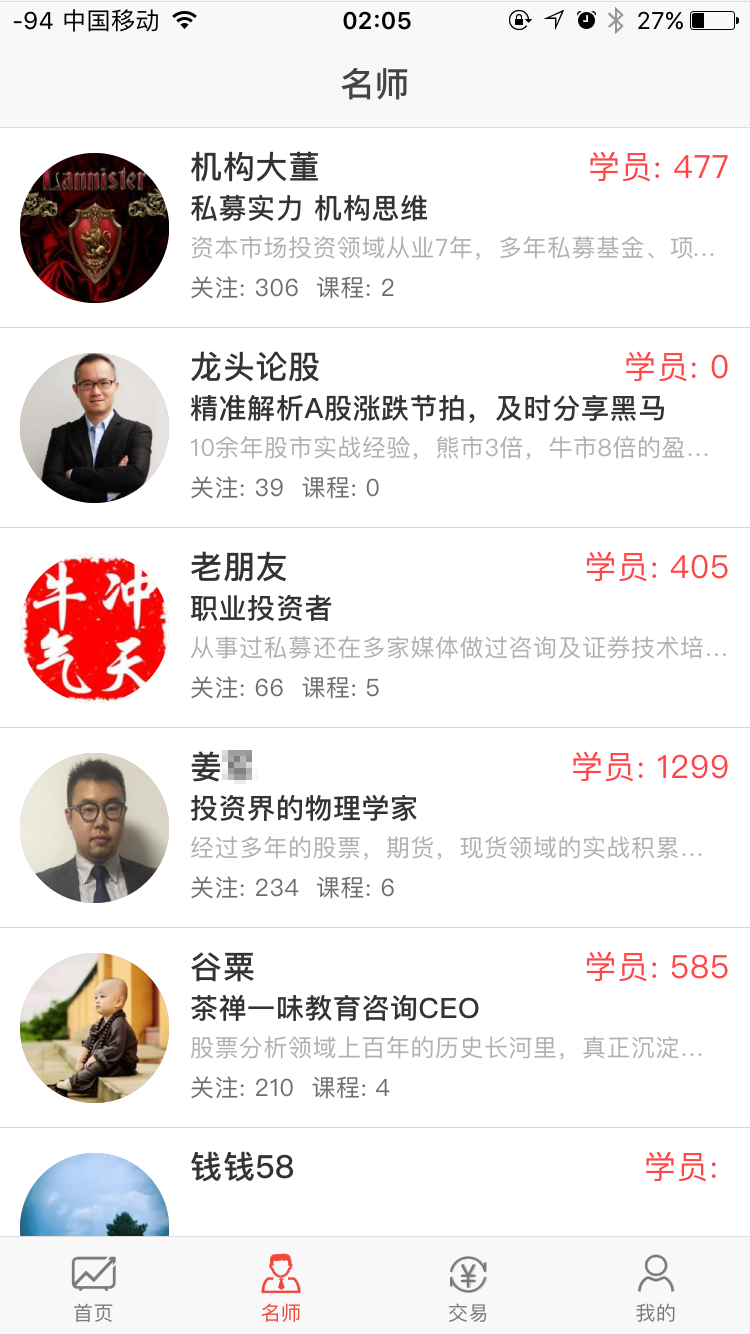 -94 中国移动 02:05 27%
名师
Lannister
机构大董 学员: 477
私募实力 机构思维
资本市场投资领域从业7年，多年私募基金、项...
关注: 306 课程: 2
龙头论股 学员: 0
精准解析A股涨跌节拍，及时分享黑马
10余年股市实战经验，熊市3倍，牛市8倍的盈...
关注: 39 课程: 0
牛冲
气天
老朋友 学员: 405
职业投资者
从事过私募还在多家媒体做过咨询及证券技术培...
关注: 66 课程: 5
姜 学员: 1299
投资界的物理学家
经过多年的股票，期货，现货领域的实战积累...
关注: 234 课程: 6
谷粟 学员: 585
茶禅一味教育咨询CEO
股票分析领域上百年的历史长河里，真正沉淀...
关注: 210 课程: 4
钱钱58 学员:
首页 名师 交易 我的